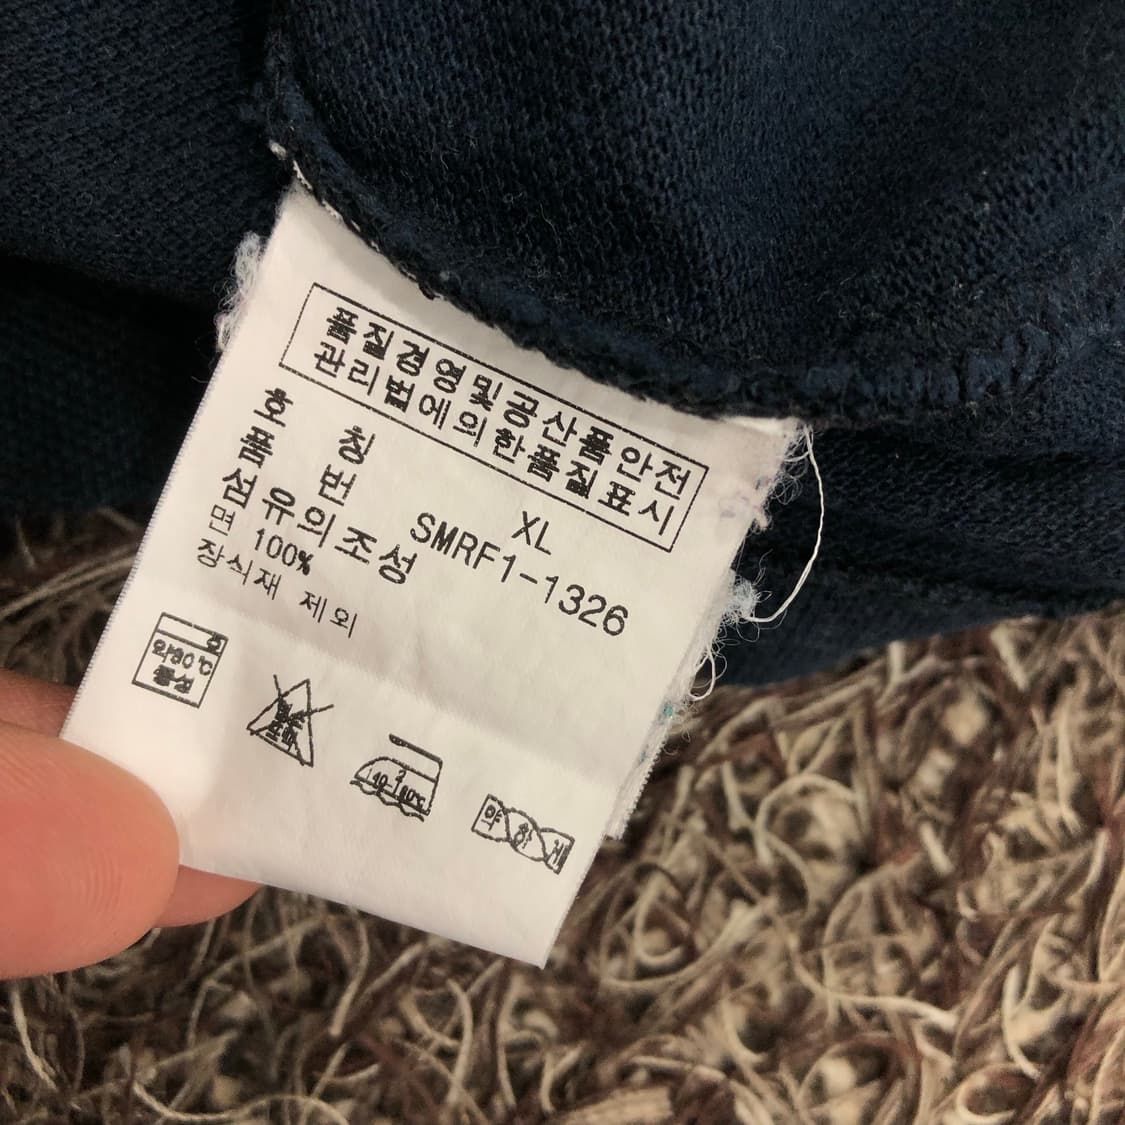 품질경영및공산품안전
관리법에의한품질표시
호 칭 XL
품 번 SMRF1-1326
섬유의조성
면 100%
장식재 제외
약30℃
중성
약하게